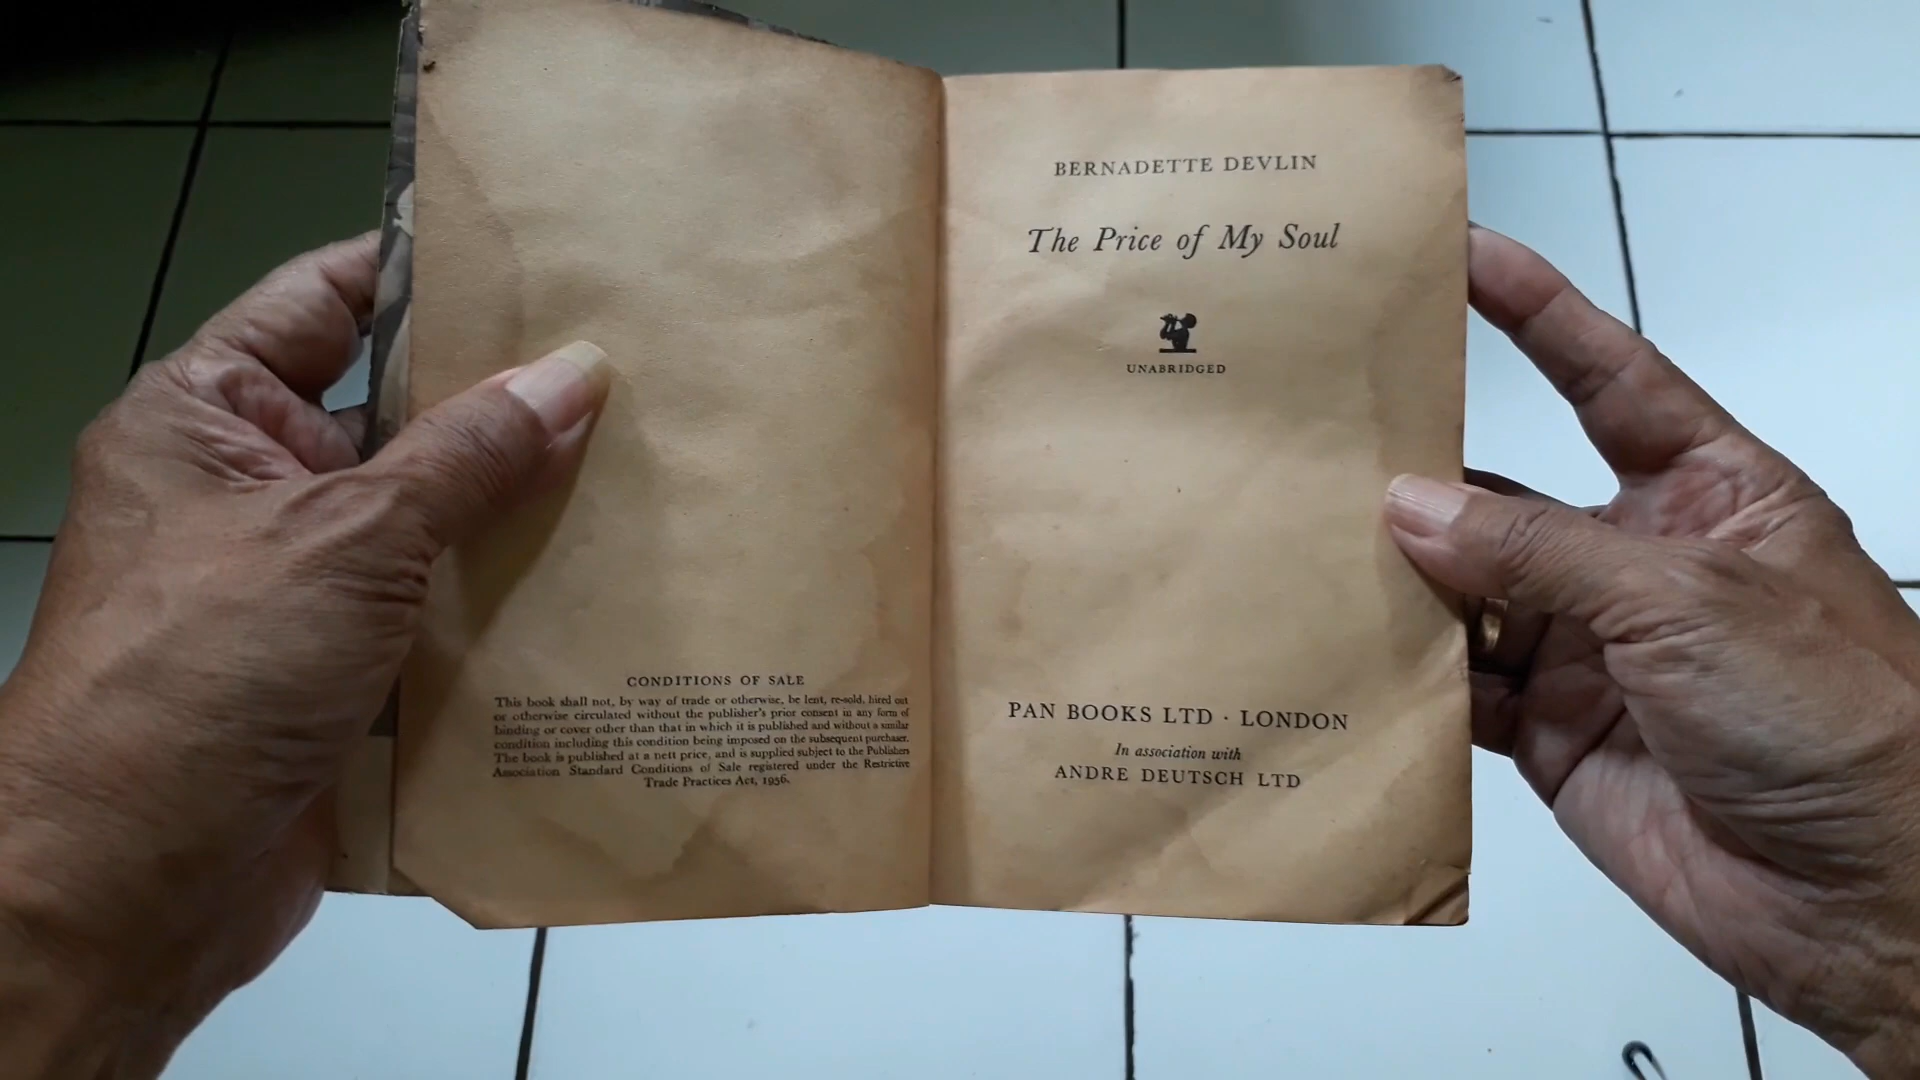 CONDITIONS OF SALE
This book shall not, by way of trade or otherwise, be lent, re-sold, hired out
or otherwise circulated without the publisher's prior consent in any form of
binding or cover other than that in which it is published and without a similar
condition including this condition being imposed on the subsequent purchaser.
The book is published at a nett price, and is supplied subject to the Publishers
Association Standard Conditions of Sale registered under the Restrictive
Trade Practices Act, 1956.
BERNADETTE DEVLIN
The Price of My Soul
UNABRIDGED
PAN BOOKS LTD · LONDON
In association with
ANDRE DEUTSCH LTD